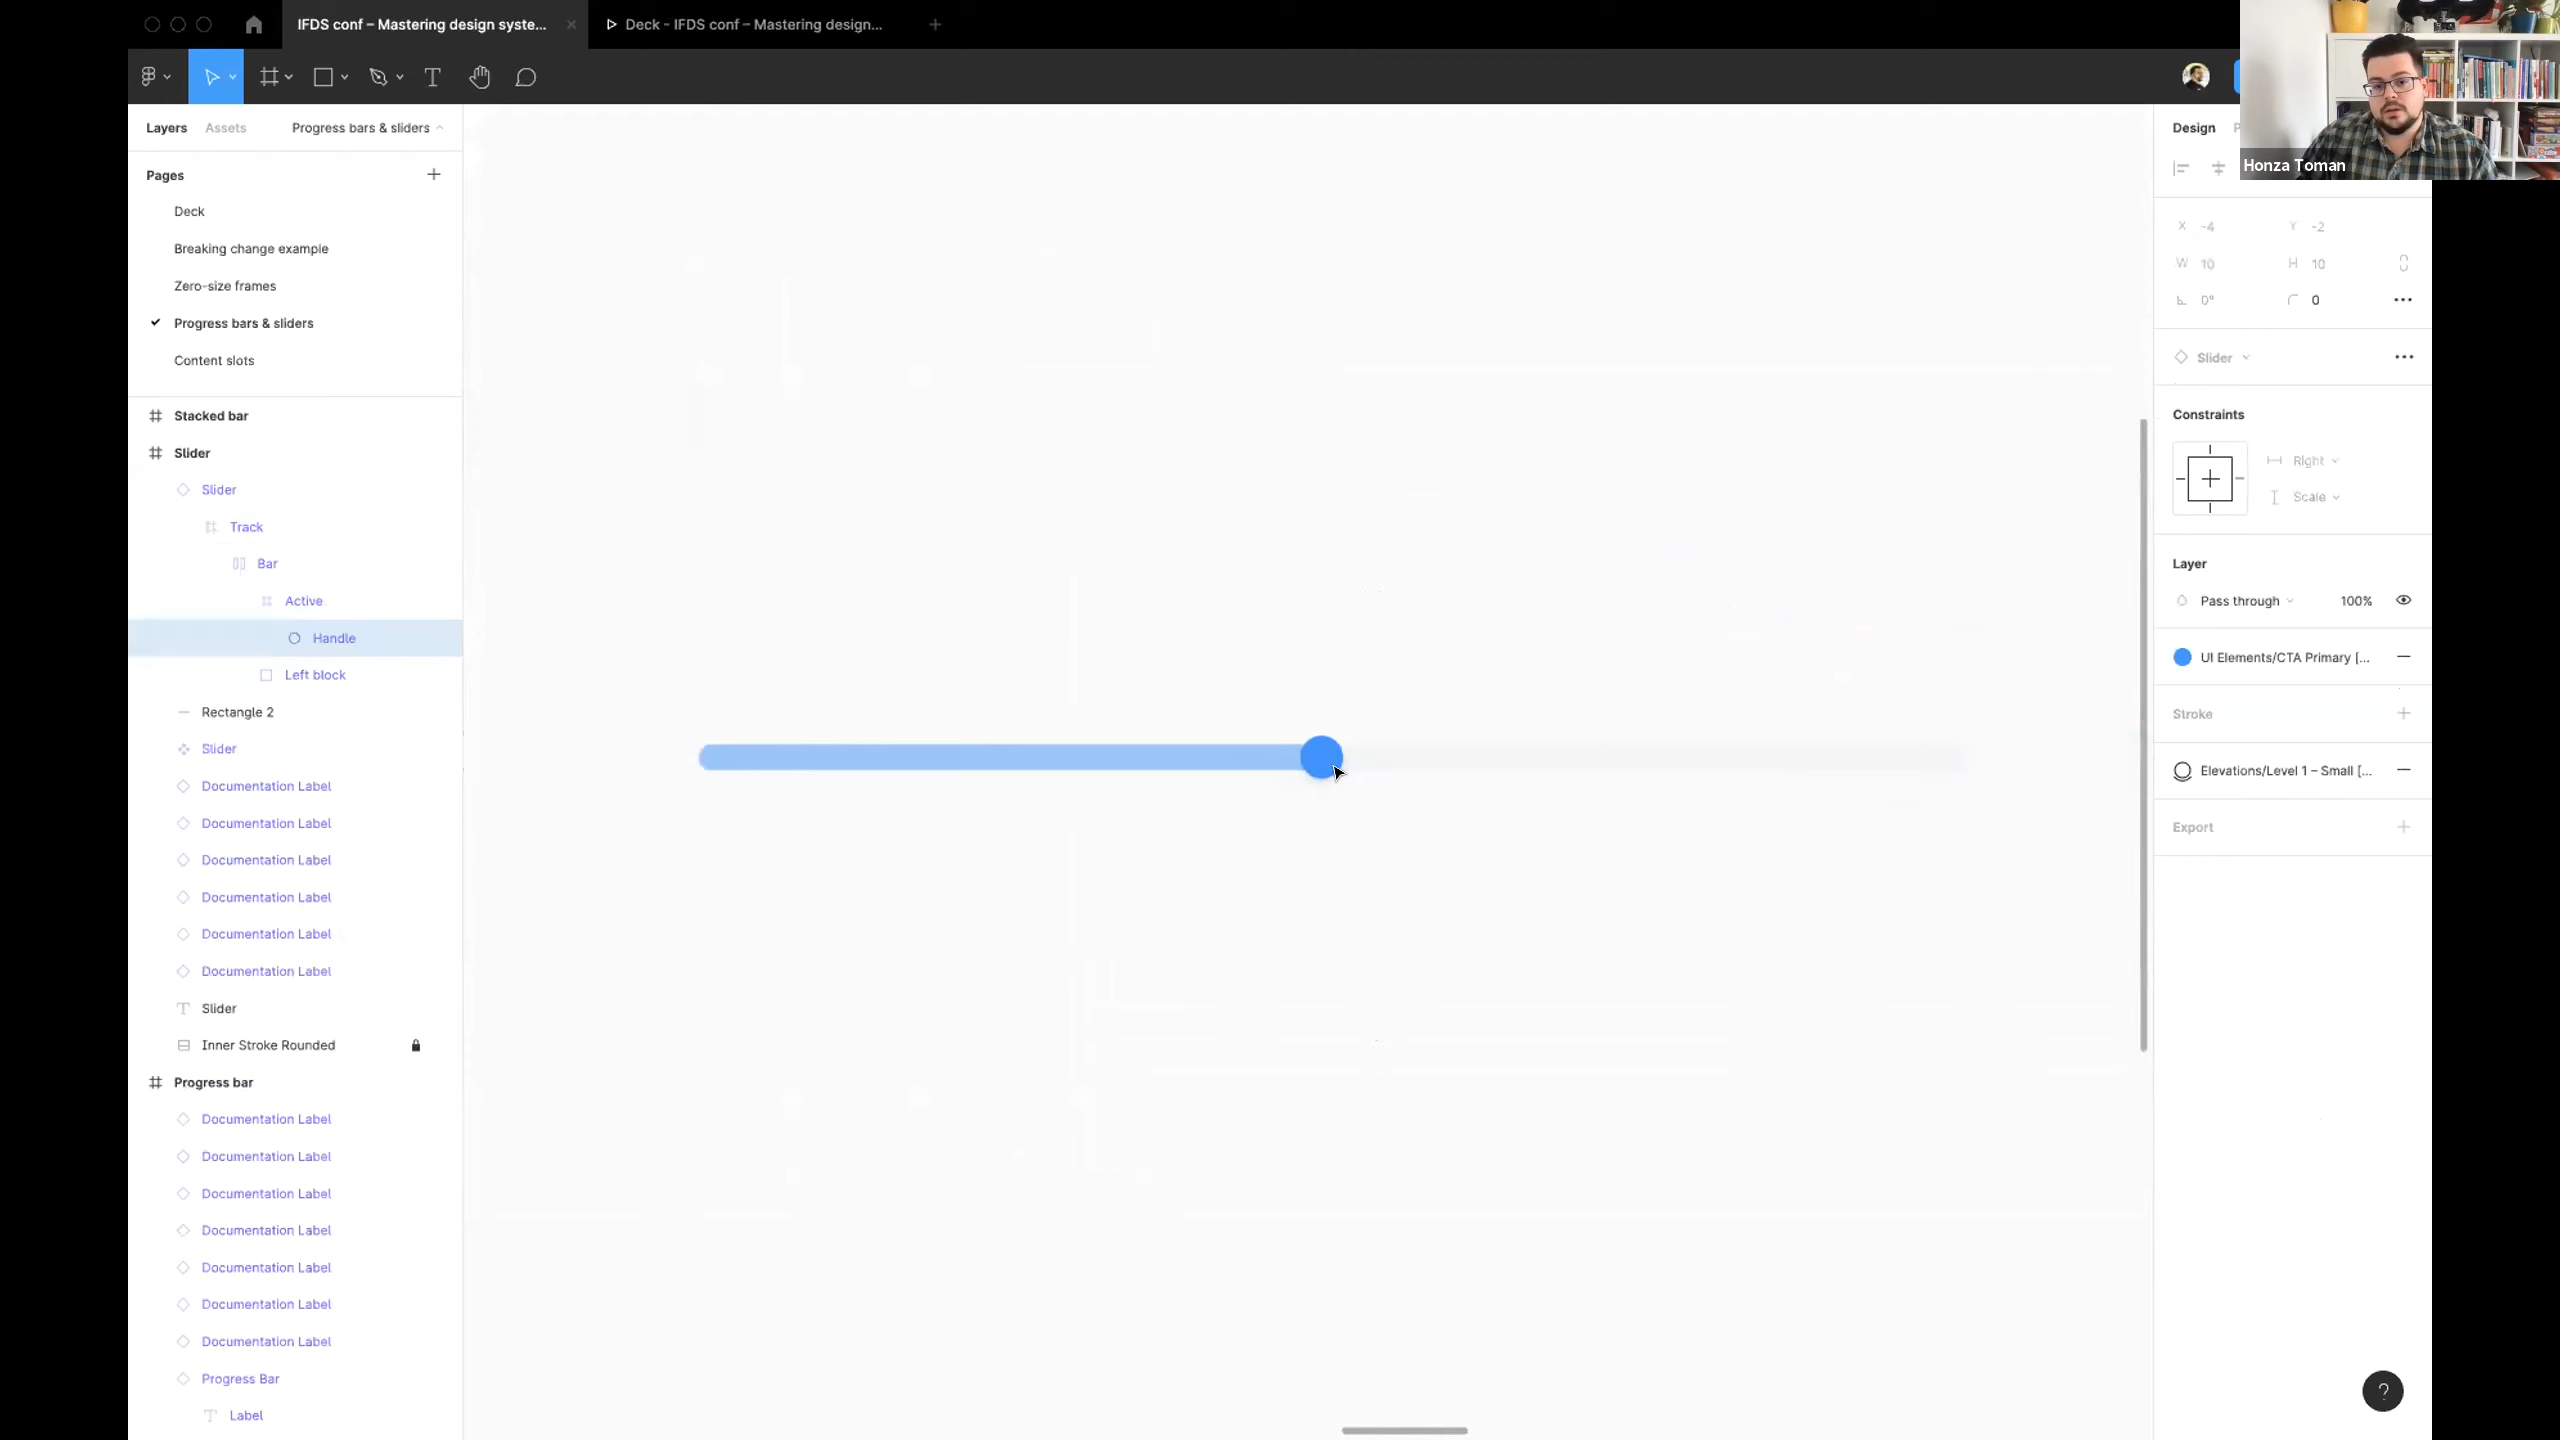 IFDS conf – Mastering design syste...
Deck - IFDS conf – Mastering design...
Layers
Assets
Progress bars & sliders
Pages
Deck
Breaking change example
Zero-size frames
Progress bars & sliders
Content slots
Stacked bar
Slider
Slider
Track
Bar
Active
Handle
Left block
Rectangle 2
Slider
Documentation Label
Documentation Label
Documentation Label
Documentation Label
Documentation Label
Documentation Label
Slider
Inner Stroke Rounded
Progress bar
Documentation Label
Documentation Label
Documentation Label
Documentation Label
Documentation Label
Documentation Label
Documentation Label
Progress Bar
Label
Honza Toman
Design
X -4 Y -2
W 10 H 10
0° 0
Slider
Constraints
Right
Scale
Layer
Pass through 100%
UI Elements/CTA Primary [...
Stroke
Elevations/Level 1 – Small [...
Export
?